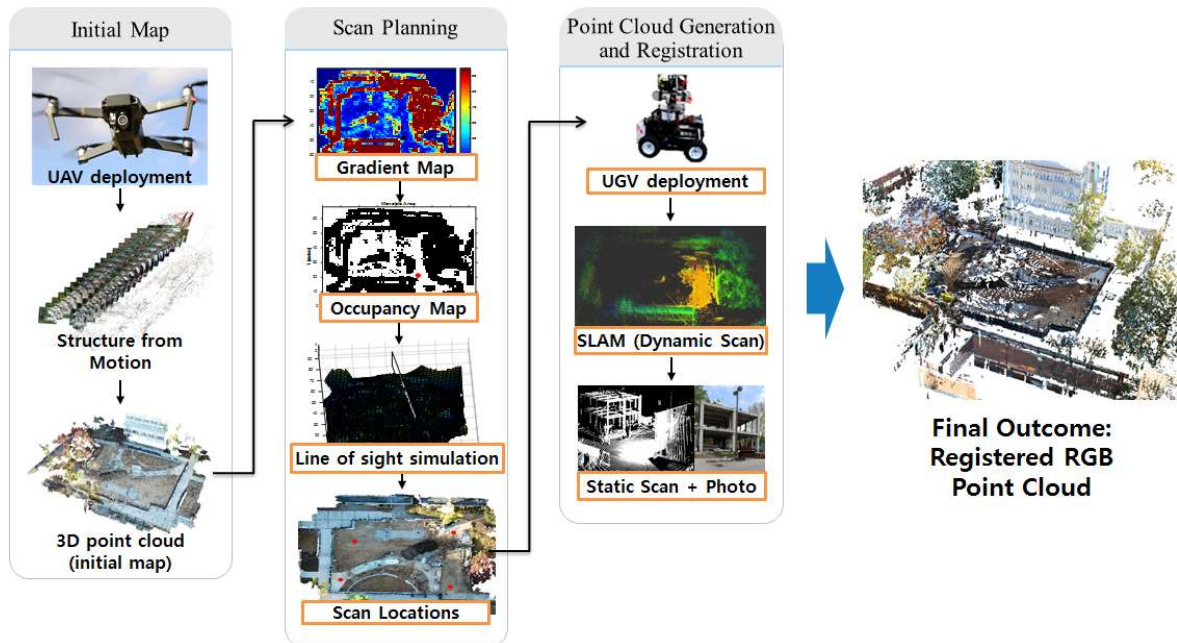 Initial Map
UAV deployment
Structure from
Motion
3D point cloud
(initial map)
Scan Planning
Gradient Map
Occupancy Map
Line of sight simulation
Scan Locations
Point Cloud Generation
and Registration
UGV deployment
SLAM (Dynamic Scan)
Static Scan + Photo
Final Outcome:
Registered RGB
Point Cloud